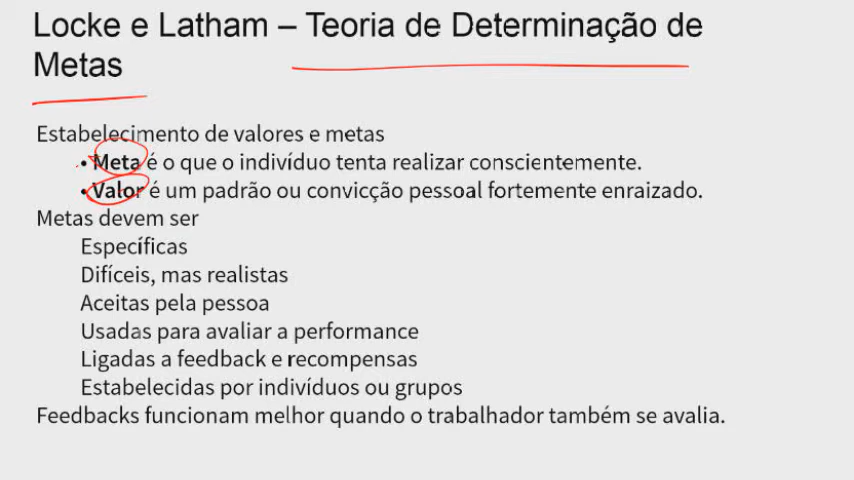 Locke e Latham – Teoria de Determinação de
Metas
Estabelecimento de valores e metas
• Meta é o que o indivíduo tenta realizar conscientemente.
• Valor é um padrão ou convicção pessoal fortemente enraizado.
Metas devem ser
Específicas
Difíceis, mas realistas
Aceitas pela pessoa
Usadas para avaliar a performance
Ligadas a feedback e recompensas
Estabelecidas por indivíduos ou grupos
Feedbacks funcionam melhor quando o trabalhador também se avalia.